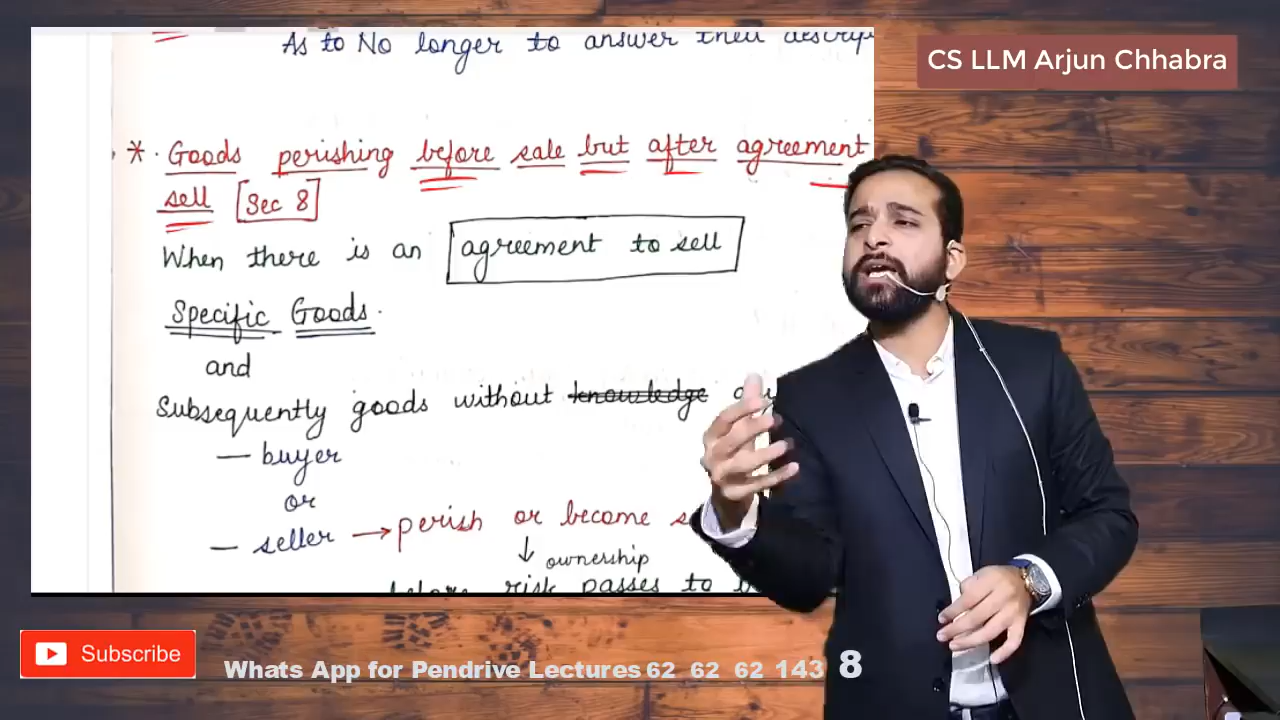 As to No longer to answer their
CS LLM Arjun Chhabra
* . Goods perishing before sale but after agreement
sell [Sec 8]
When there is an agreement to sell
Specific Goods.
and
Subsequently goods without knowledge
— buyer
or
— seller → perish or become
↓ ownership
before risk passes to
Subscribe
Whats App for Pendrive Lectures 62 62 62 143 8